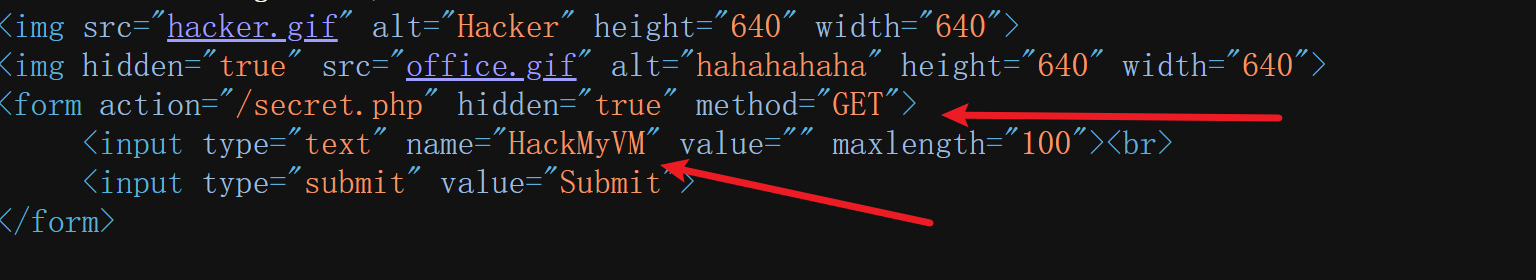 <img src="hacker.gif" alt="Hacker" height="640" width="640">
<img hidden="true" src="office.gif" alt="hahahahaha" height="640" width="640">
<form action="/secret.php" hidden="true" method="GET">
<input type="text" name="HackMyVM" value="" maxlength="100"><br>
<input type="submit" value="Submit">
</form>